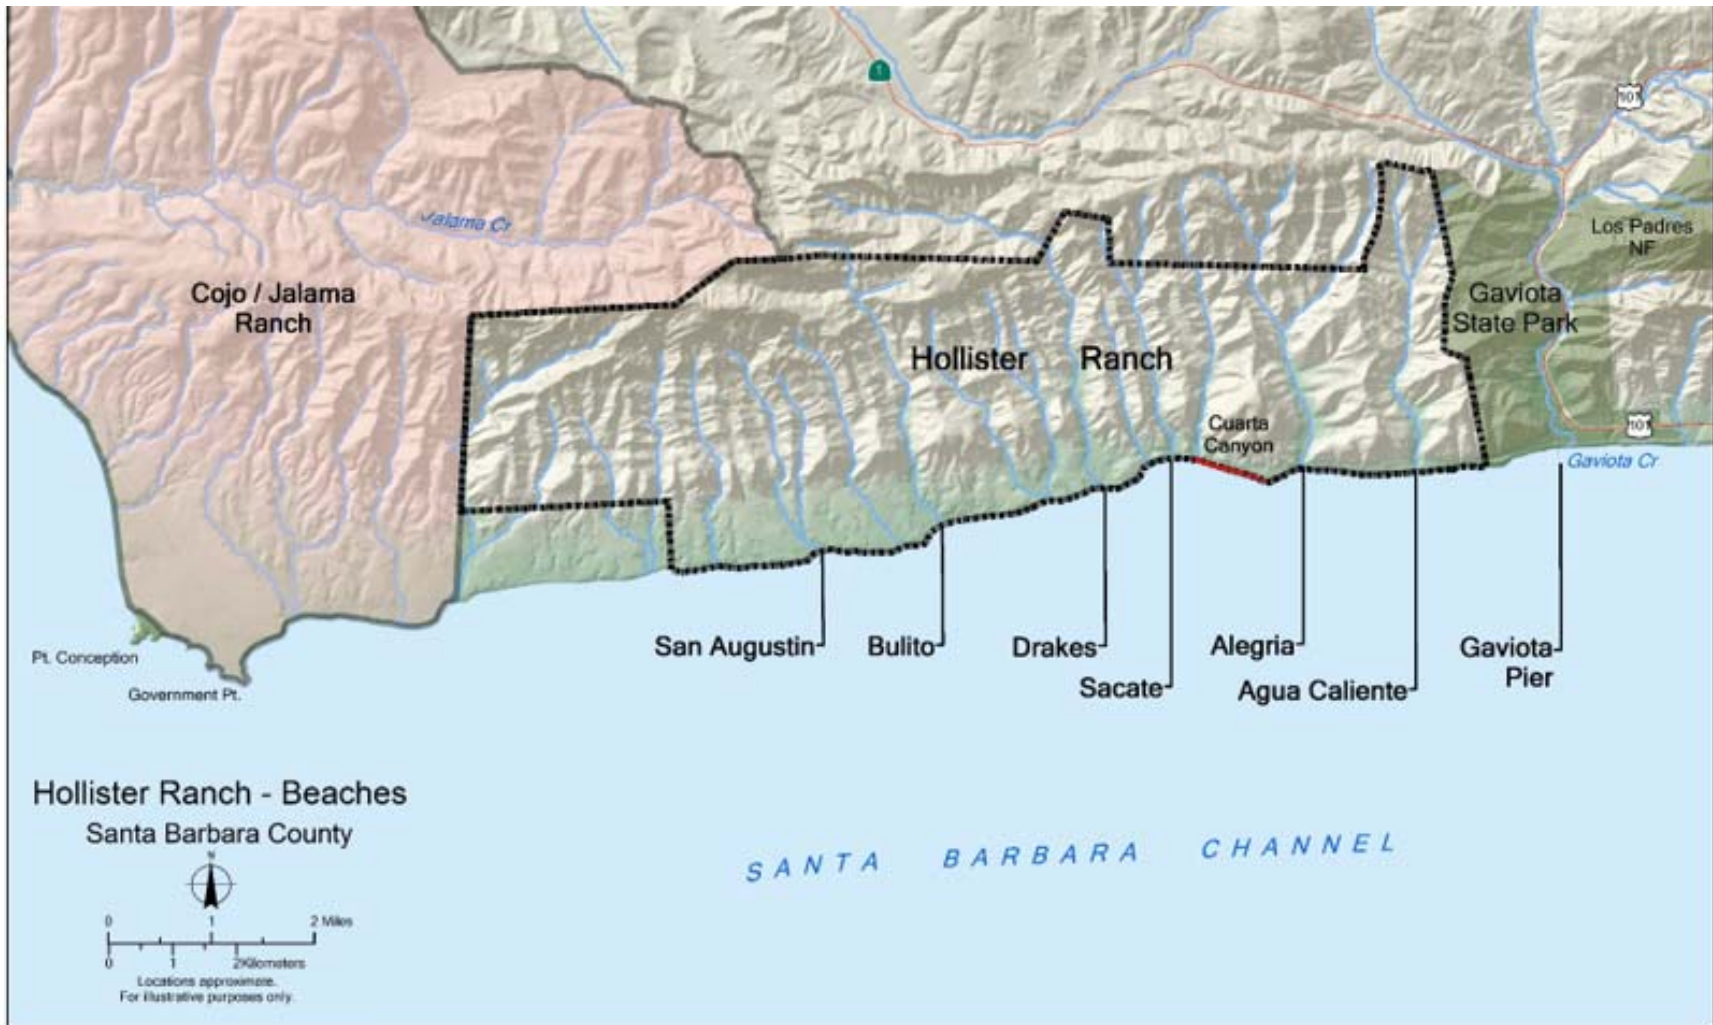 1
101
Jalama Cr
Los Padres
NF
Cojo / Jalama
Ranch
Gaviota
State Park
Hollister Ranch
Cuarta
Canyon
101
Gaviota Cr
San Augustin
Bulito
Drakes
Sacate
Alegria
Agua Caliente
Gaviota
Pier
Pt. Conception
Government Pt.
Hollister Ranch - Beaches
Santa Barbara County
N
0 1 2 Miles
0 1 2Kilometers
Locations approximate.
For illustrative purposes only.
SANTA BARBARA CHANNEL